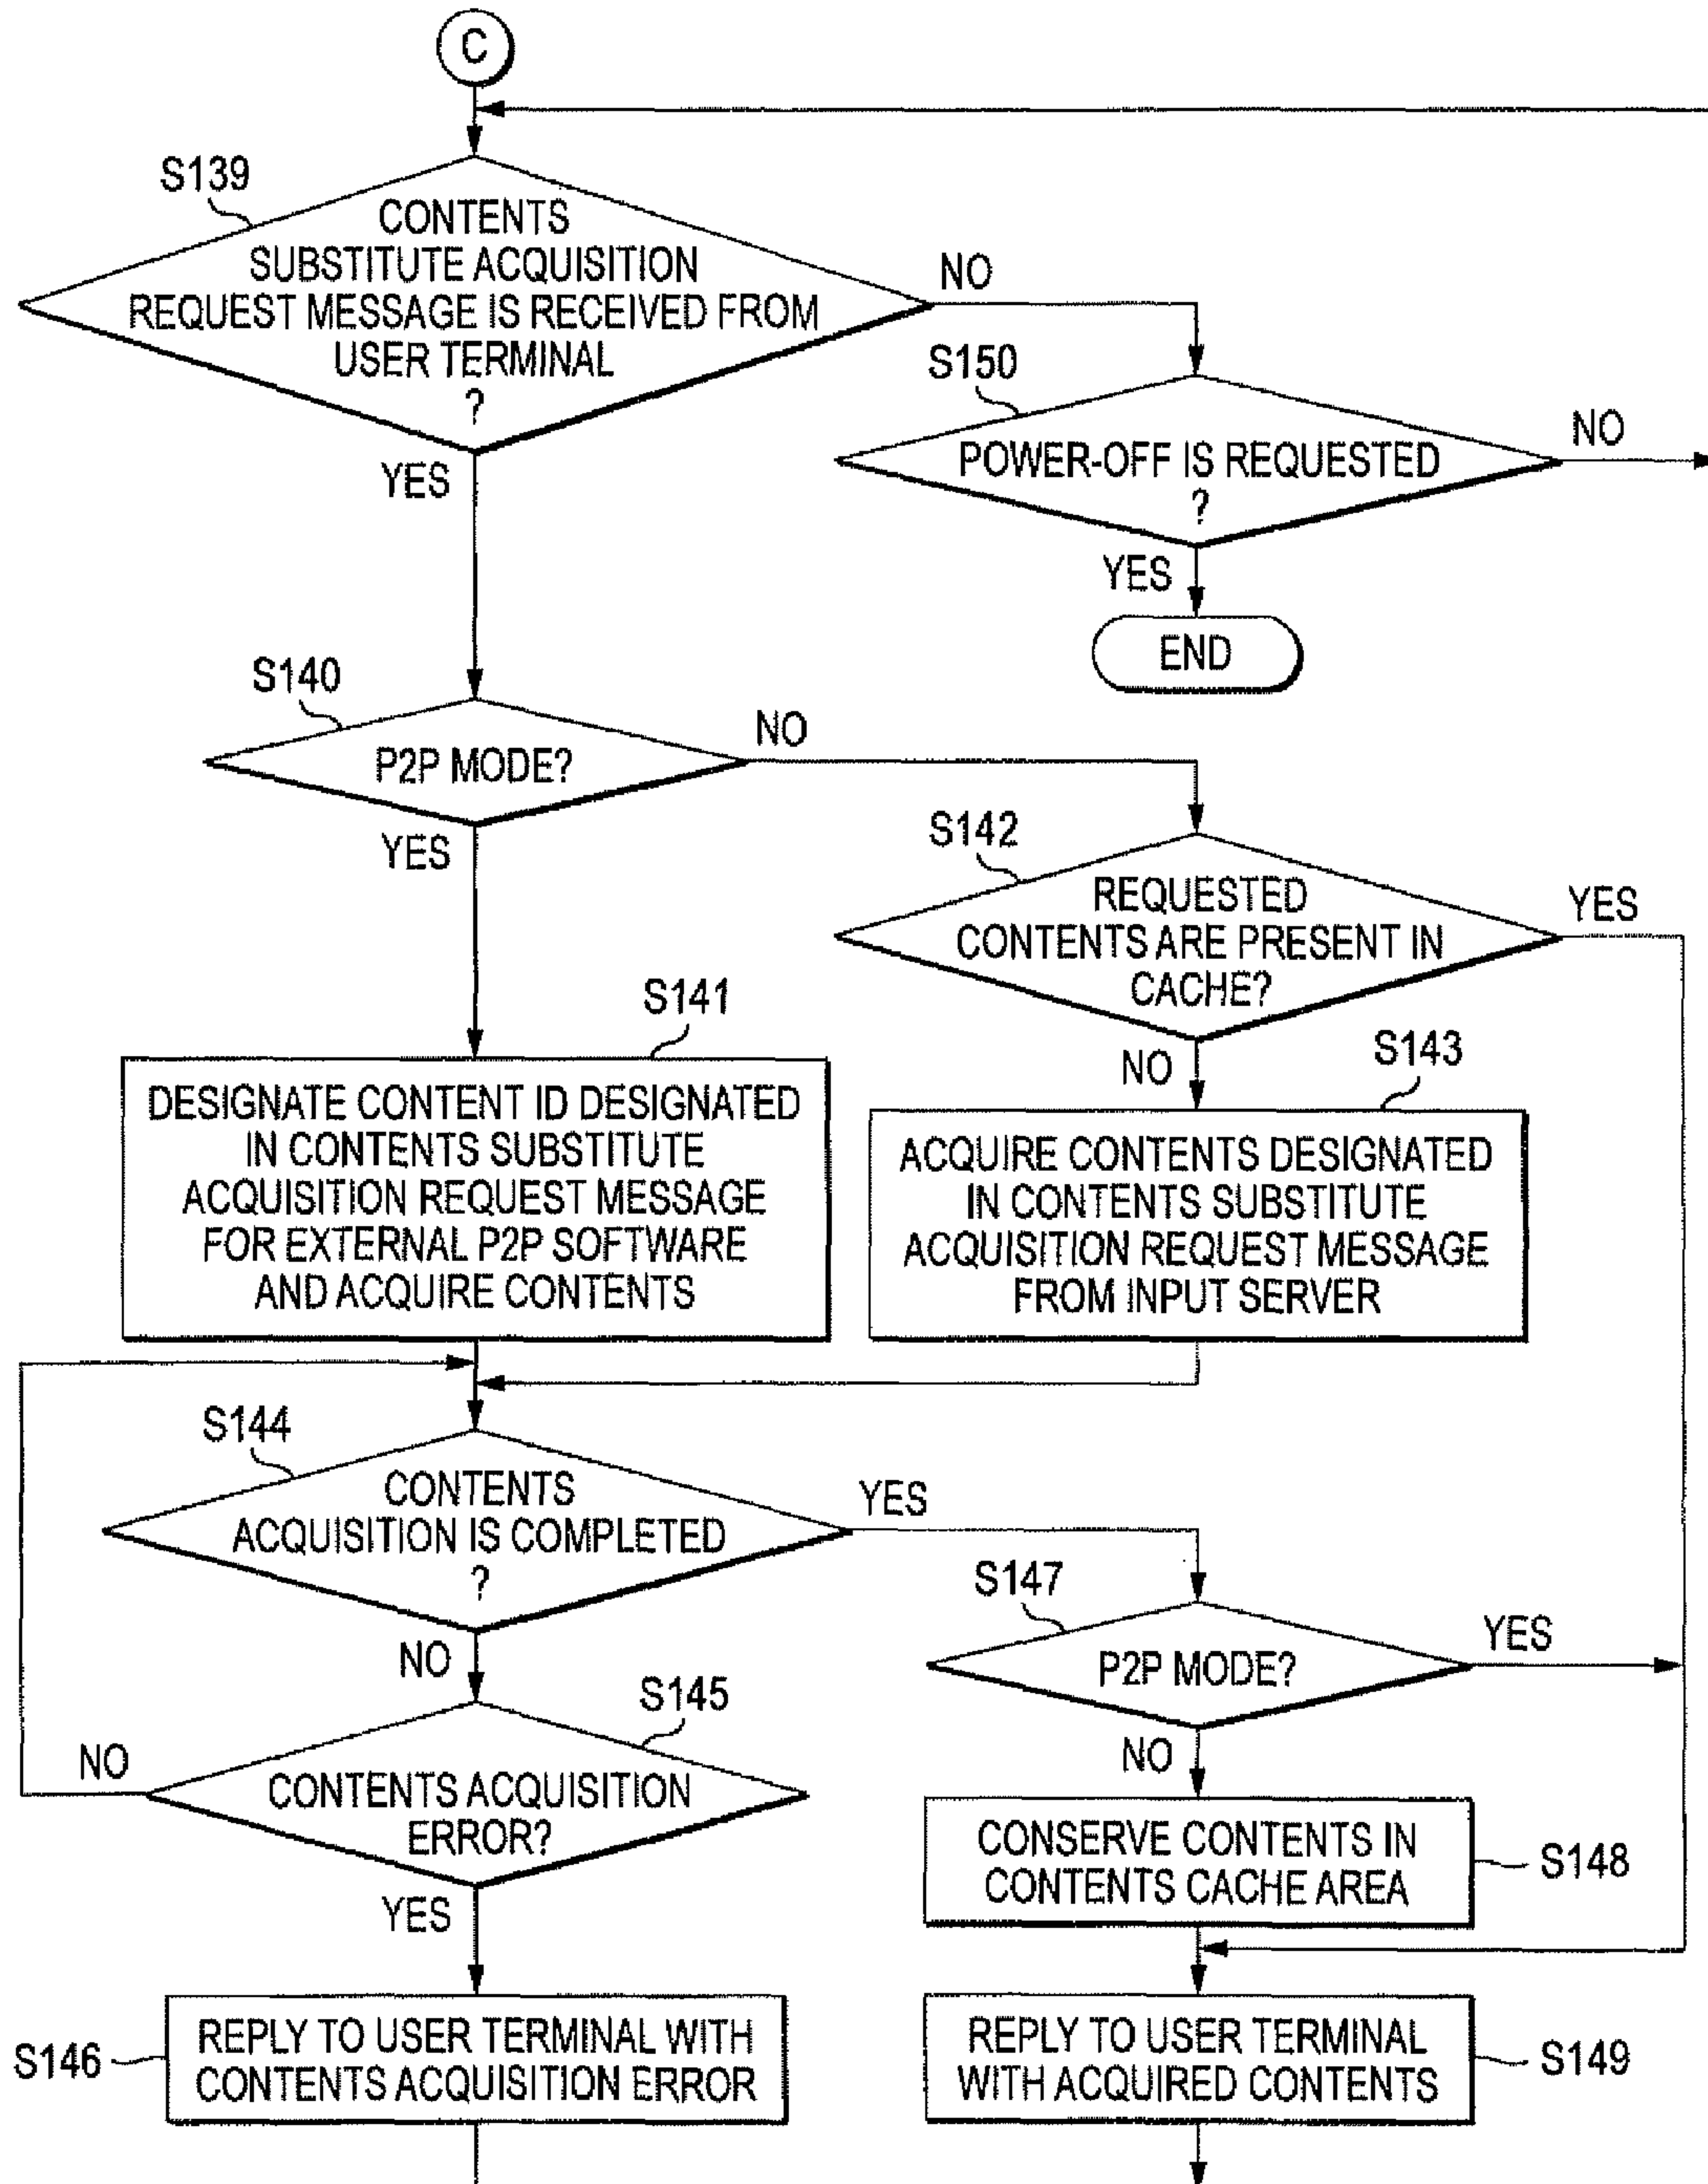 C
S139
CONTENTS
SUBSTITUTE ACQUISITION
REQUEST MESSAGE IS RECEIVED FROM
USER TERMINAL
?
NO
YES
S150
POWER-OFF IS REQUESTED
?
NO
YES
END
S140
P2P MODE?
NO
YES
S142
REQUESTED
CONTENTS ARE PRESENT IN
CACHE?
YES
NO
S141
DESIGNATE CONTENT ID DESIGNATED
IN CONTENTS SUBSTITUTE
ACQUISITION REQUEST MESSAGE
FOR EXTERNAL P2P SOFTWARE
AND ACQUIRE CONTENTS
S143
ACQUIRE CONTENTS DESIGNATED
IN CONTENTS SUBSTITUTE
ACQUISITION REQUEST MESSAGE
FROM INPUT SERVER
S144
CONTENTS
ACQUISITION IS COMPLETED
?
YES
NO
S147
P2P MODE?
YES
NO
S145
CONTENTS ACQUISITION
ERROR?
NO
YES
CONSERVE CONTENTS IN
CONTENTS CACHE AREA
S148
S146
REPLY TO USER TERMINAL WITH
CONTENTS ACQUISITION ERROR
REPLY TO USER TERMINAL
WITH ACQUIRED CONTENTS
S149